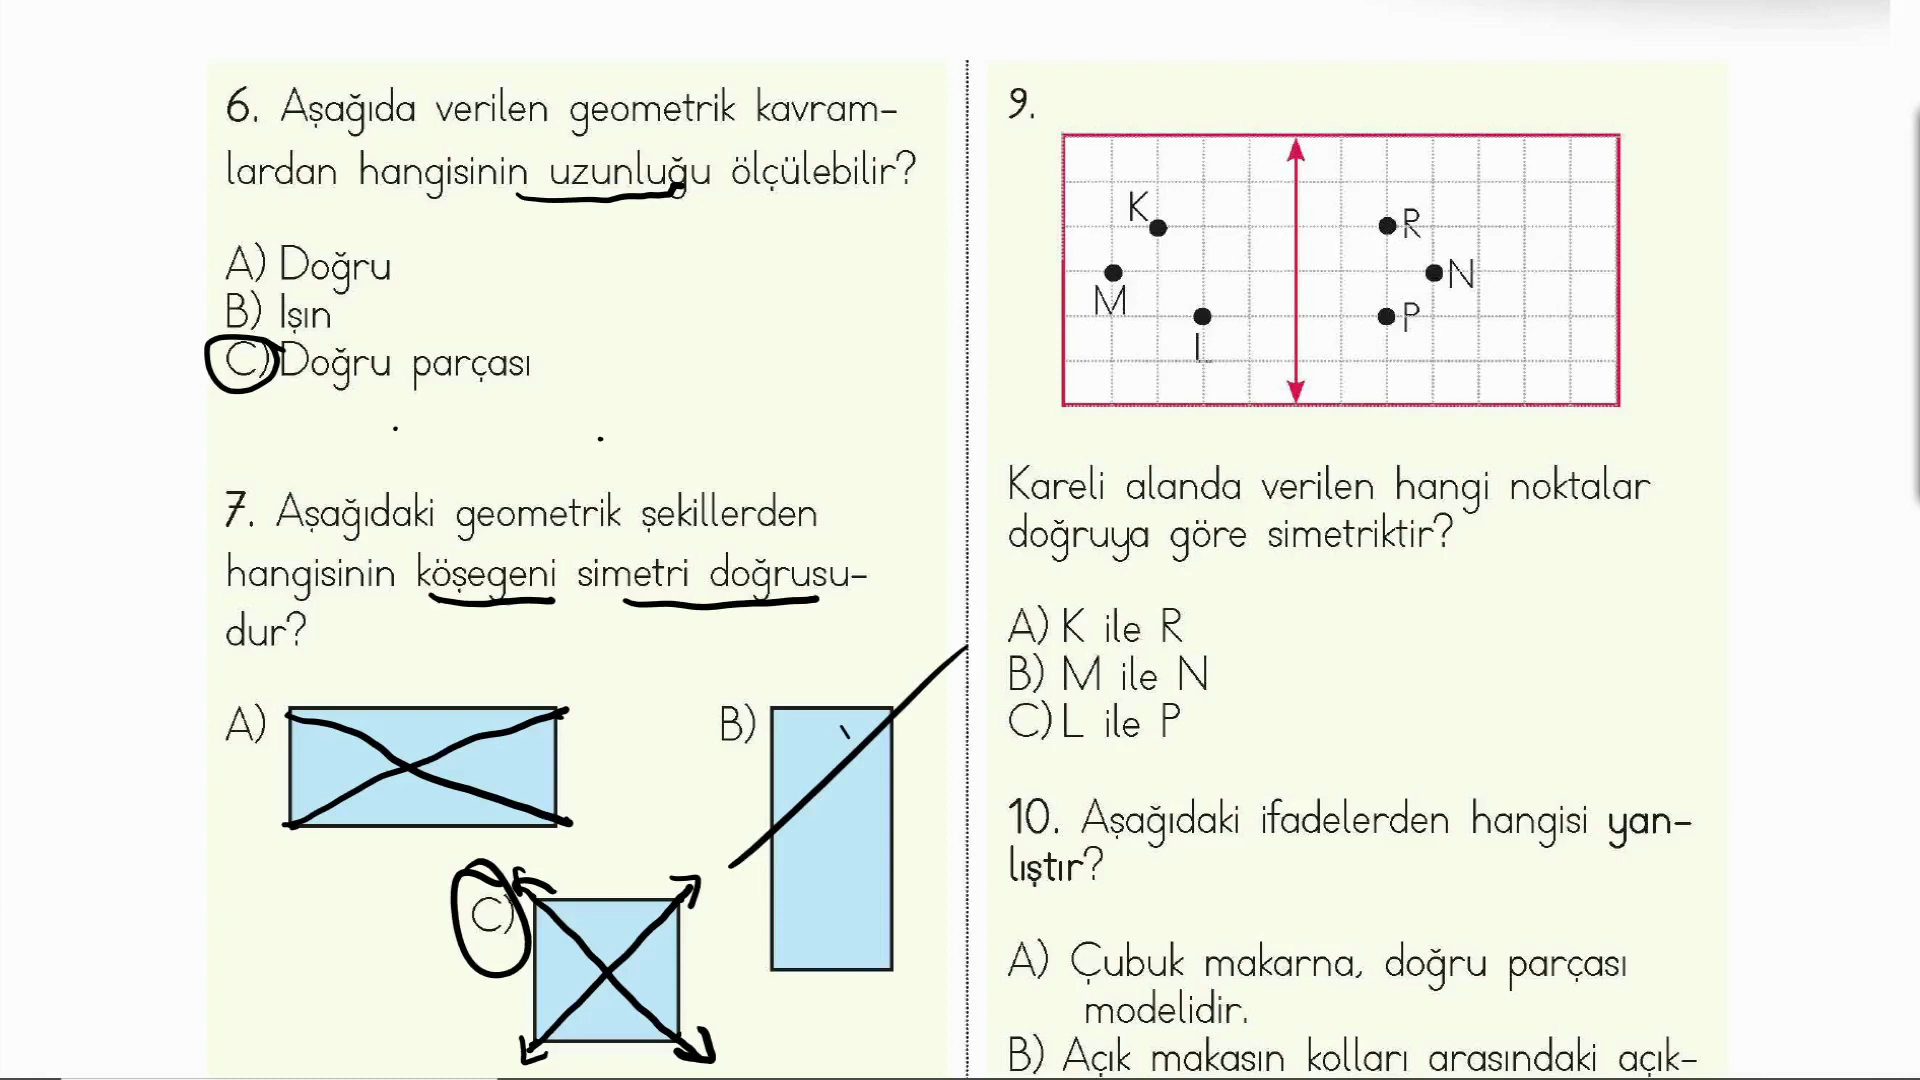 6. Aşağıda verilen geometrik kavram-
lardan hangisinin uzunluğu ölçülebilir?
A) Doğru
B) Işın
C) Doğru parçası
7. Aşağıdaki geometrik şekillerden
hangisinin köşegeni simetri doğrusu-
dur?
A)
B)
C)
9.
K
R
M
N
L
P
Kareli alanda verilen hangi noktalar
doğruya göre simetriktir?
A) K ile R
B) M ile N
C) L ile P
10. Aşağıdaki ifadelerden hangisi yan-
lıştır?
A) Çubuk makarna, doğru parçası
modelidir.
B) Açık makasın kolları arasındaki açık-